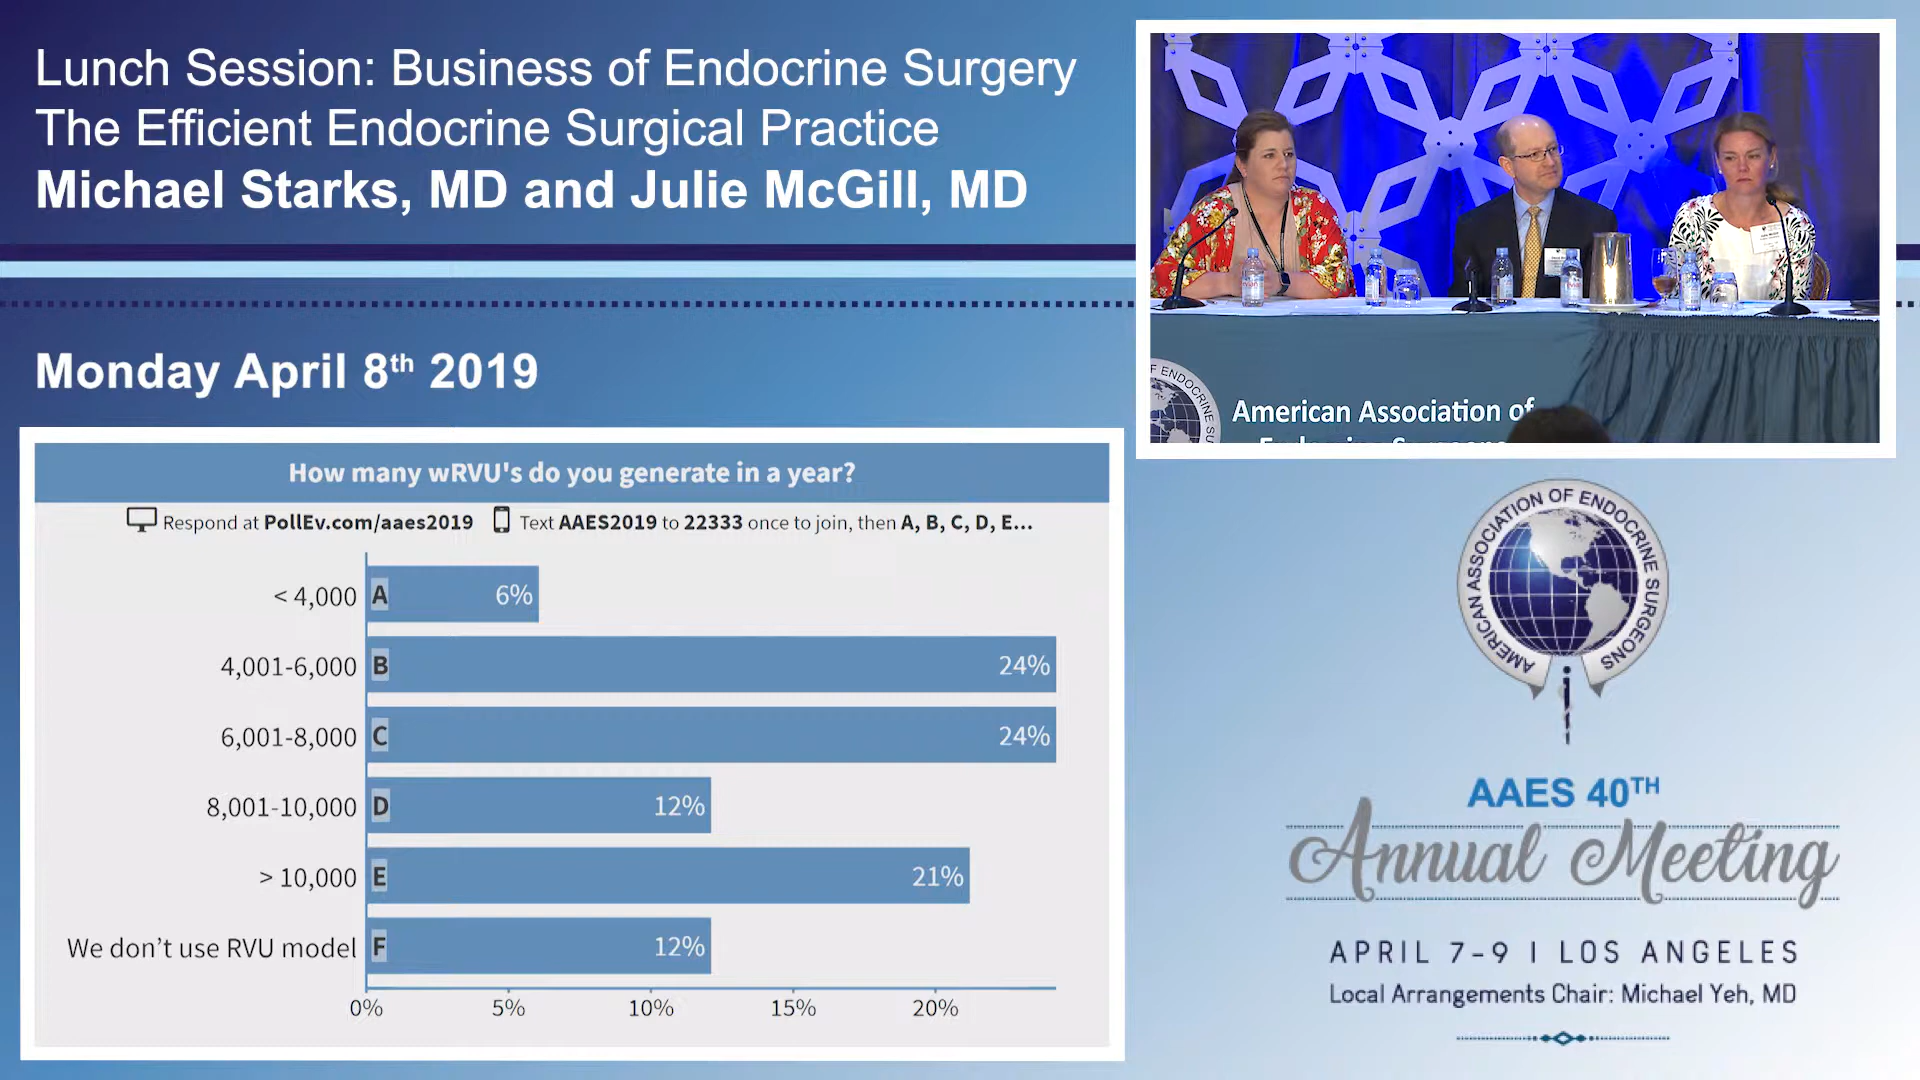 Lunch Session: Business of Endocrine Surgery
The Efficient Endocrine Surgical Practice
Michael Starks, MD and Julie McGill, MD
Monday April 8th 2019
How many wRVU's do you generate in a year?
Respond at PollEv.com/aaes2019 Text AAES2019 to 22333 once to join, then A, B, C, D, E...
< 4,000 A 6%
4,001-6,000 B 24%
6,001-8,000 C 24%
8,001-10,000 D 12%
> 10,000 E 21%
We don't use RVU model F 12%
0% 5% 10% 15% 20%
F ENDOCRINE SU
American Association of
AMERICAN ASSOCIATION OF ENDOCRINE SURGEONS
AAES 40TH
Annual Meeting
APRIL 7-9 | LOS ANGELES
Local Arrangements Chair: Michael Yeh, MD